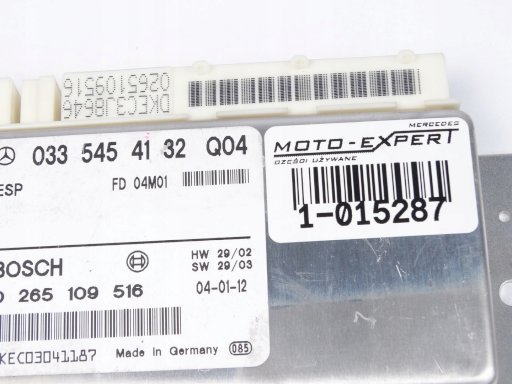 DKEC3JB646
0265109516
033 545 41 32 Q04
ESP
FD 04M01
MERCEDES
MOTO-EXPERT
CZĘŚCI UŻYWANE
1-015287
BOSCH
HW 29/02
SW 29/03
0 265 109 516
04-01-12
KEC03041187
Made in Germany
085